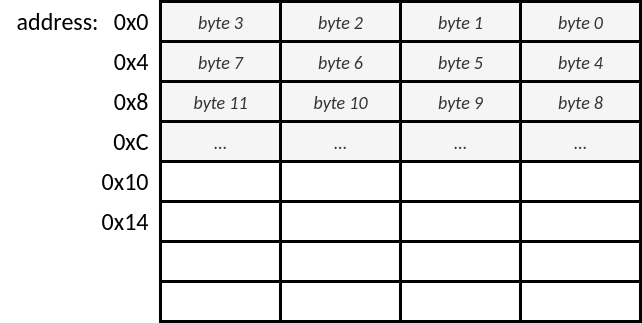 address: 0x0 byte 3 byte 2 byte 1 byte 0
0x4 byte 7 byte 6 byte 5 byte 4
0x8 byte 11 byte 10 byte 9 byte 8
0xC ... ... ... ...
0x10
0x14